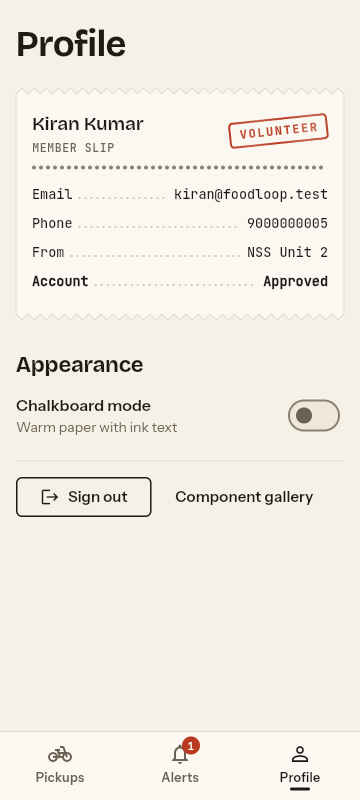 Profile
Kiran Kumar
VOLUNTEER
MEMBER SLIP
Email kiran@foodloop.test
Phone 9000000005
From NSS Unit 2
Account Approved
Appearance
Chalkboard mode
Warm paper with ink text
Sign out Component gallery
1
Pickups Alerts Profile